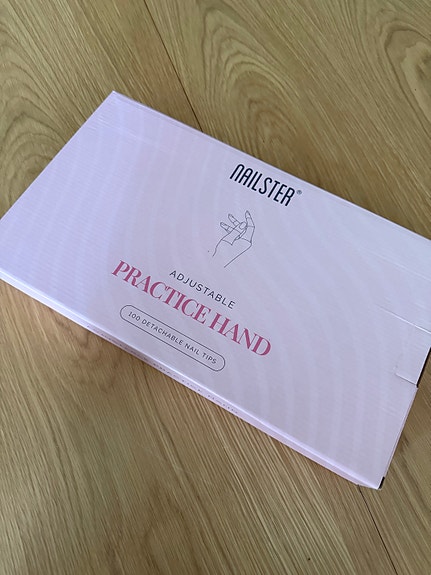 NAILSTER®
ADJUSTABLE
PRACTICE HAND
100 DETACHABLE NAIL TIPS